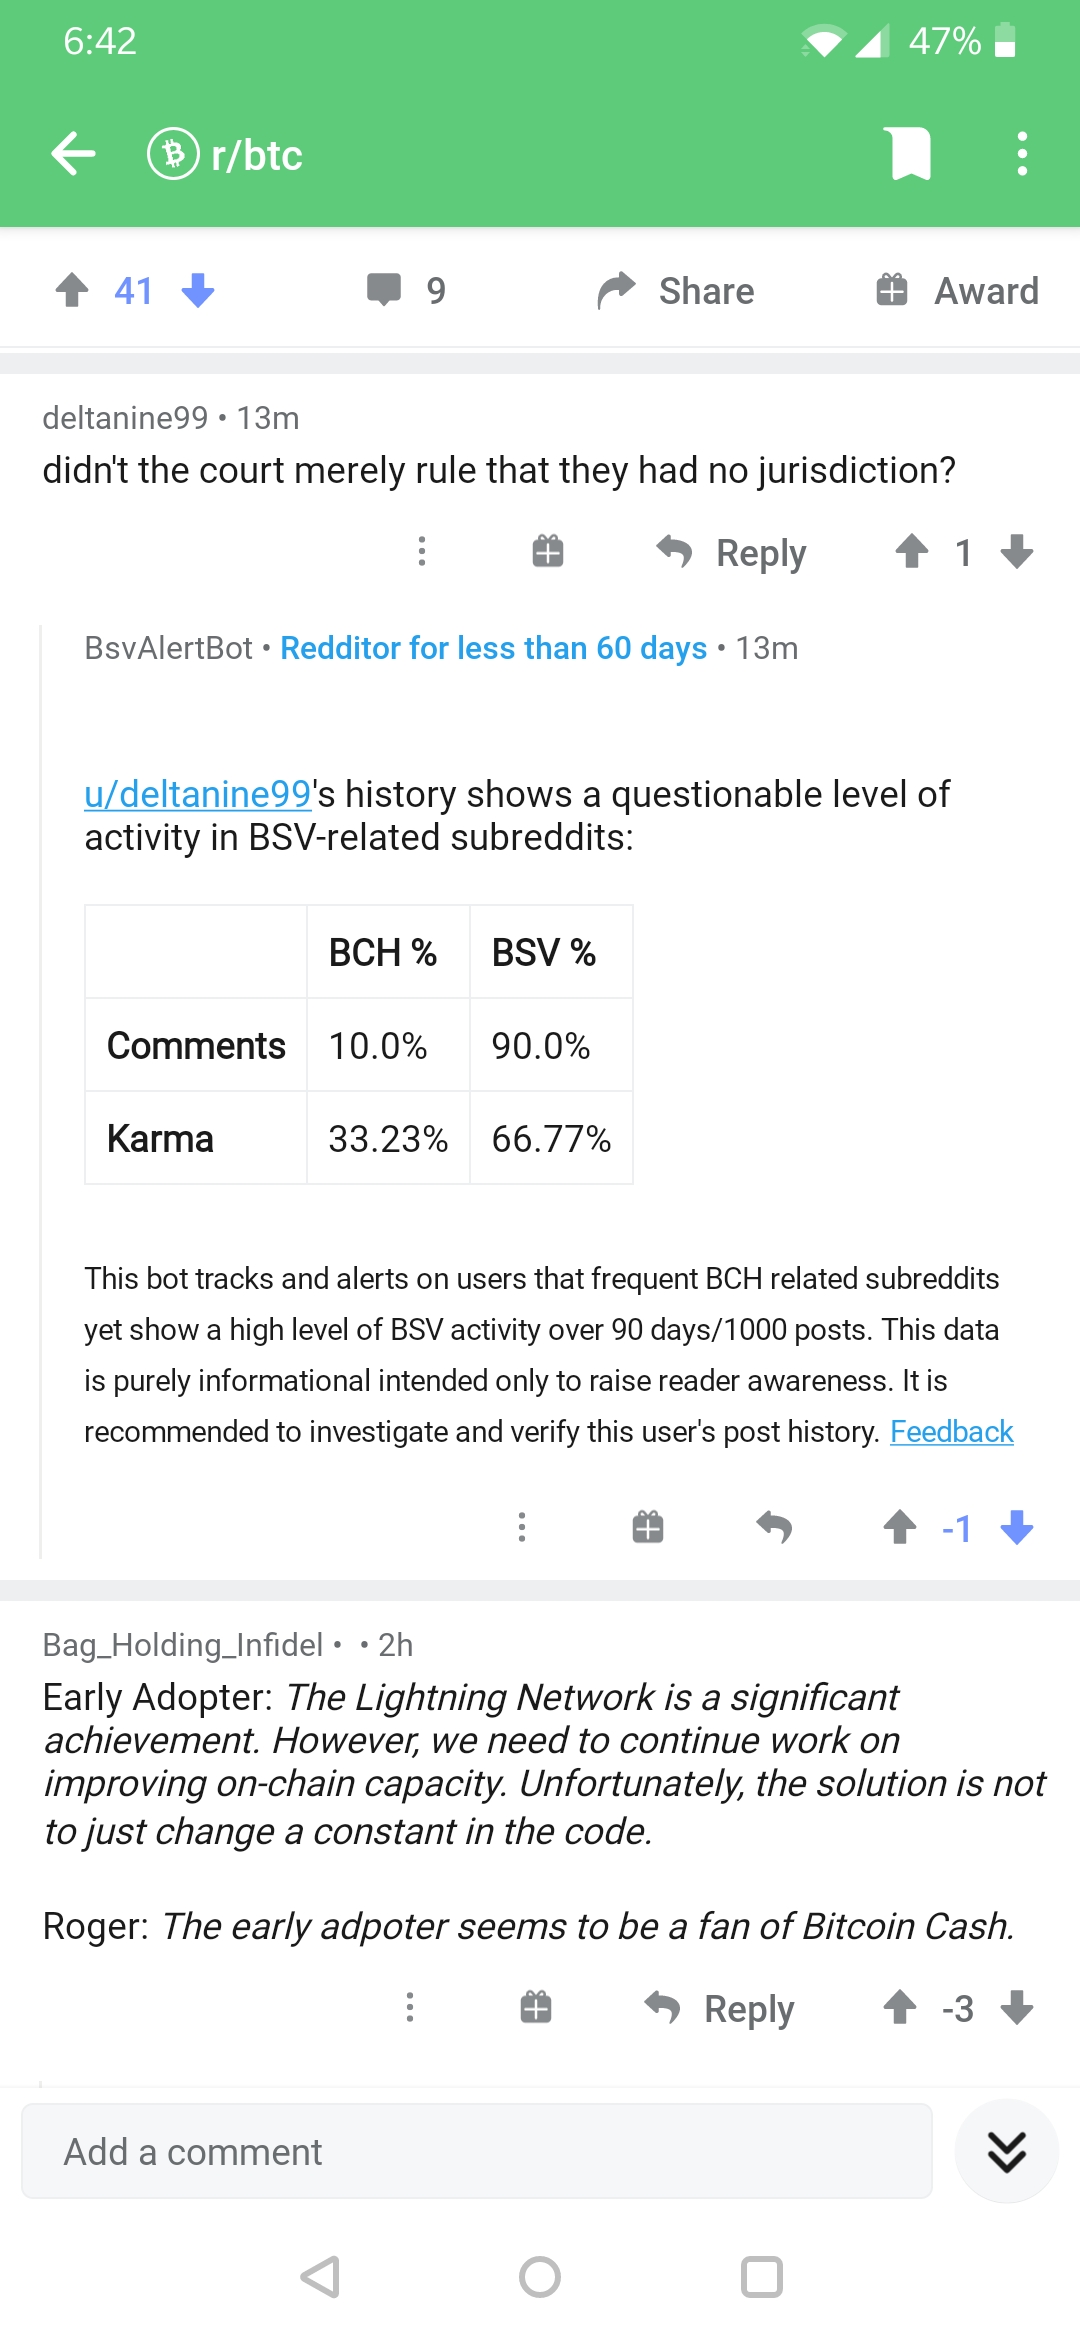 6:42
47%
r/btc
41
9
Share
Award
deltanine99 • 13m
didn't the court merely rule that they had no jurisdiction?
Reply
1
BsvAlertBot • Redditor for less than 60 days • 13m
u/deltanine99's history shows a questionable level of
activity in BSV-related subreddits:
BCH % BSV %
Comments 10.0% 90.0%
Karma 33.23% 66.77%
This bot tracks and alerts on users that frequent BCH related subreddits
yet show a high level of BSV activity over 90 days/1000 posts. This data
is purely informational intended only to raise reader awareness. It is
recommended to investigate and verify this user's post history. Feedback
-1
Bag_Holding_Infidel • • 2h
Early Adopter: The Lightning Network is a significant
achievement. However, we need to continue work on
improving on-chain capacity. Unfortunately, the solution is not
to just change a constant in the code.
Roger: The early adpoter seems to be a fan of Bitcoin Cash.
Reply
-3
Add a comment